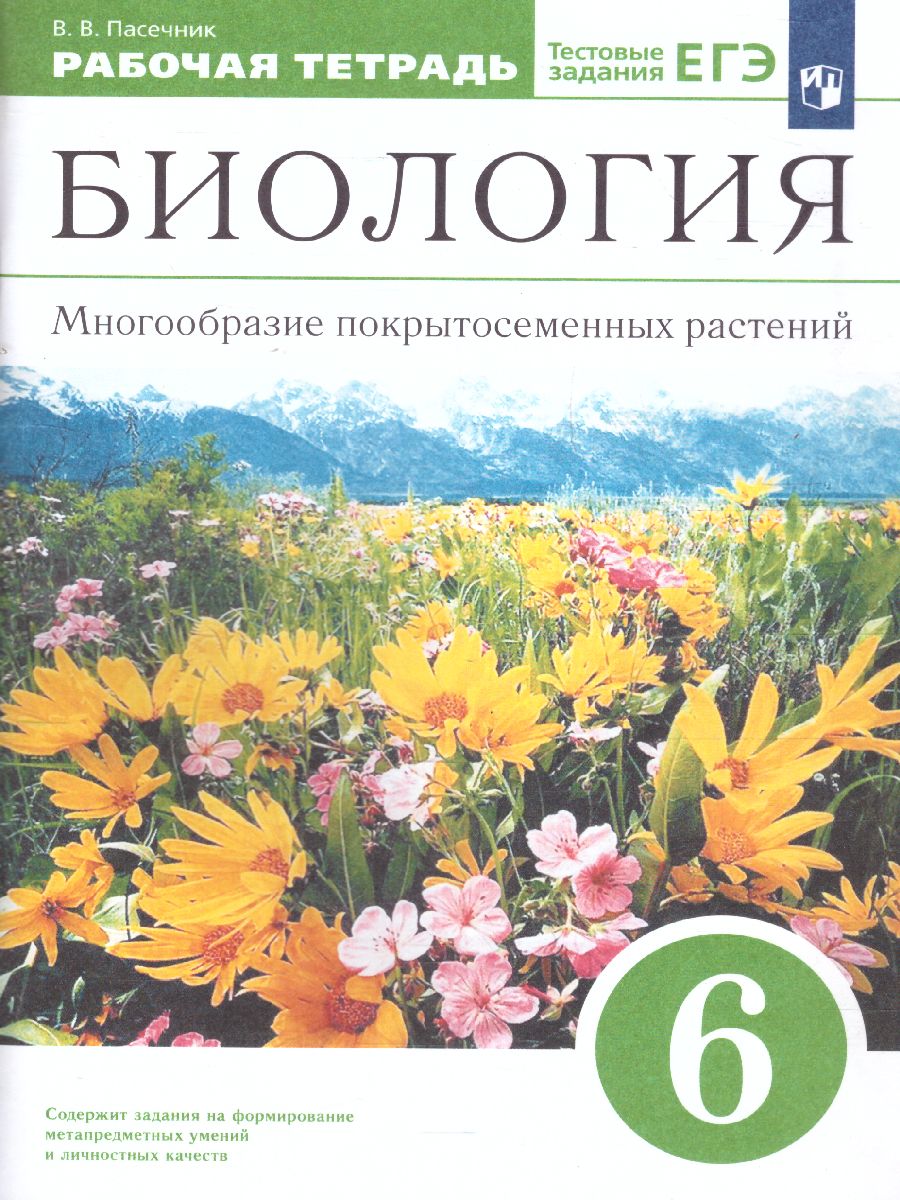 В. В. Пасечник
РАБОЧАЯ ТЕТРАДЬ
Тестовые
задания ЕГЭ
ИП
БИОЛОГИЯ
Многообразие покрытосеменных растений
6
Содержит задания на формирование
метапредметных умений
и личностных качеств